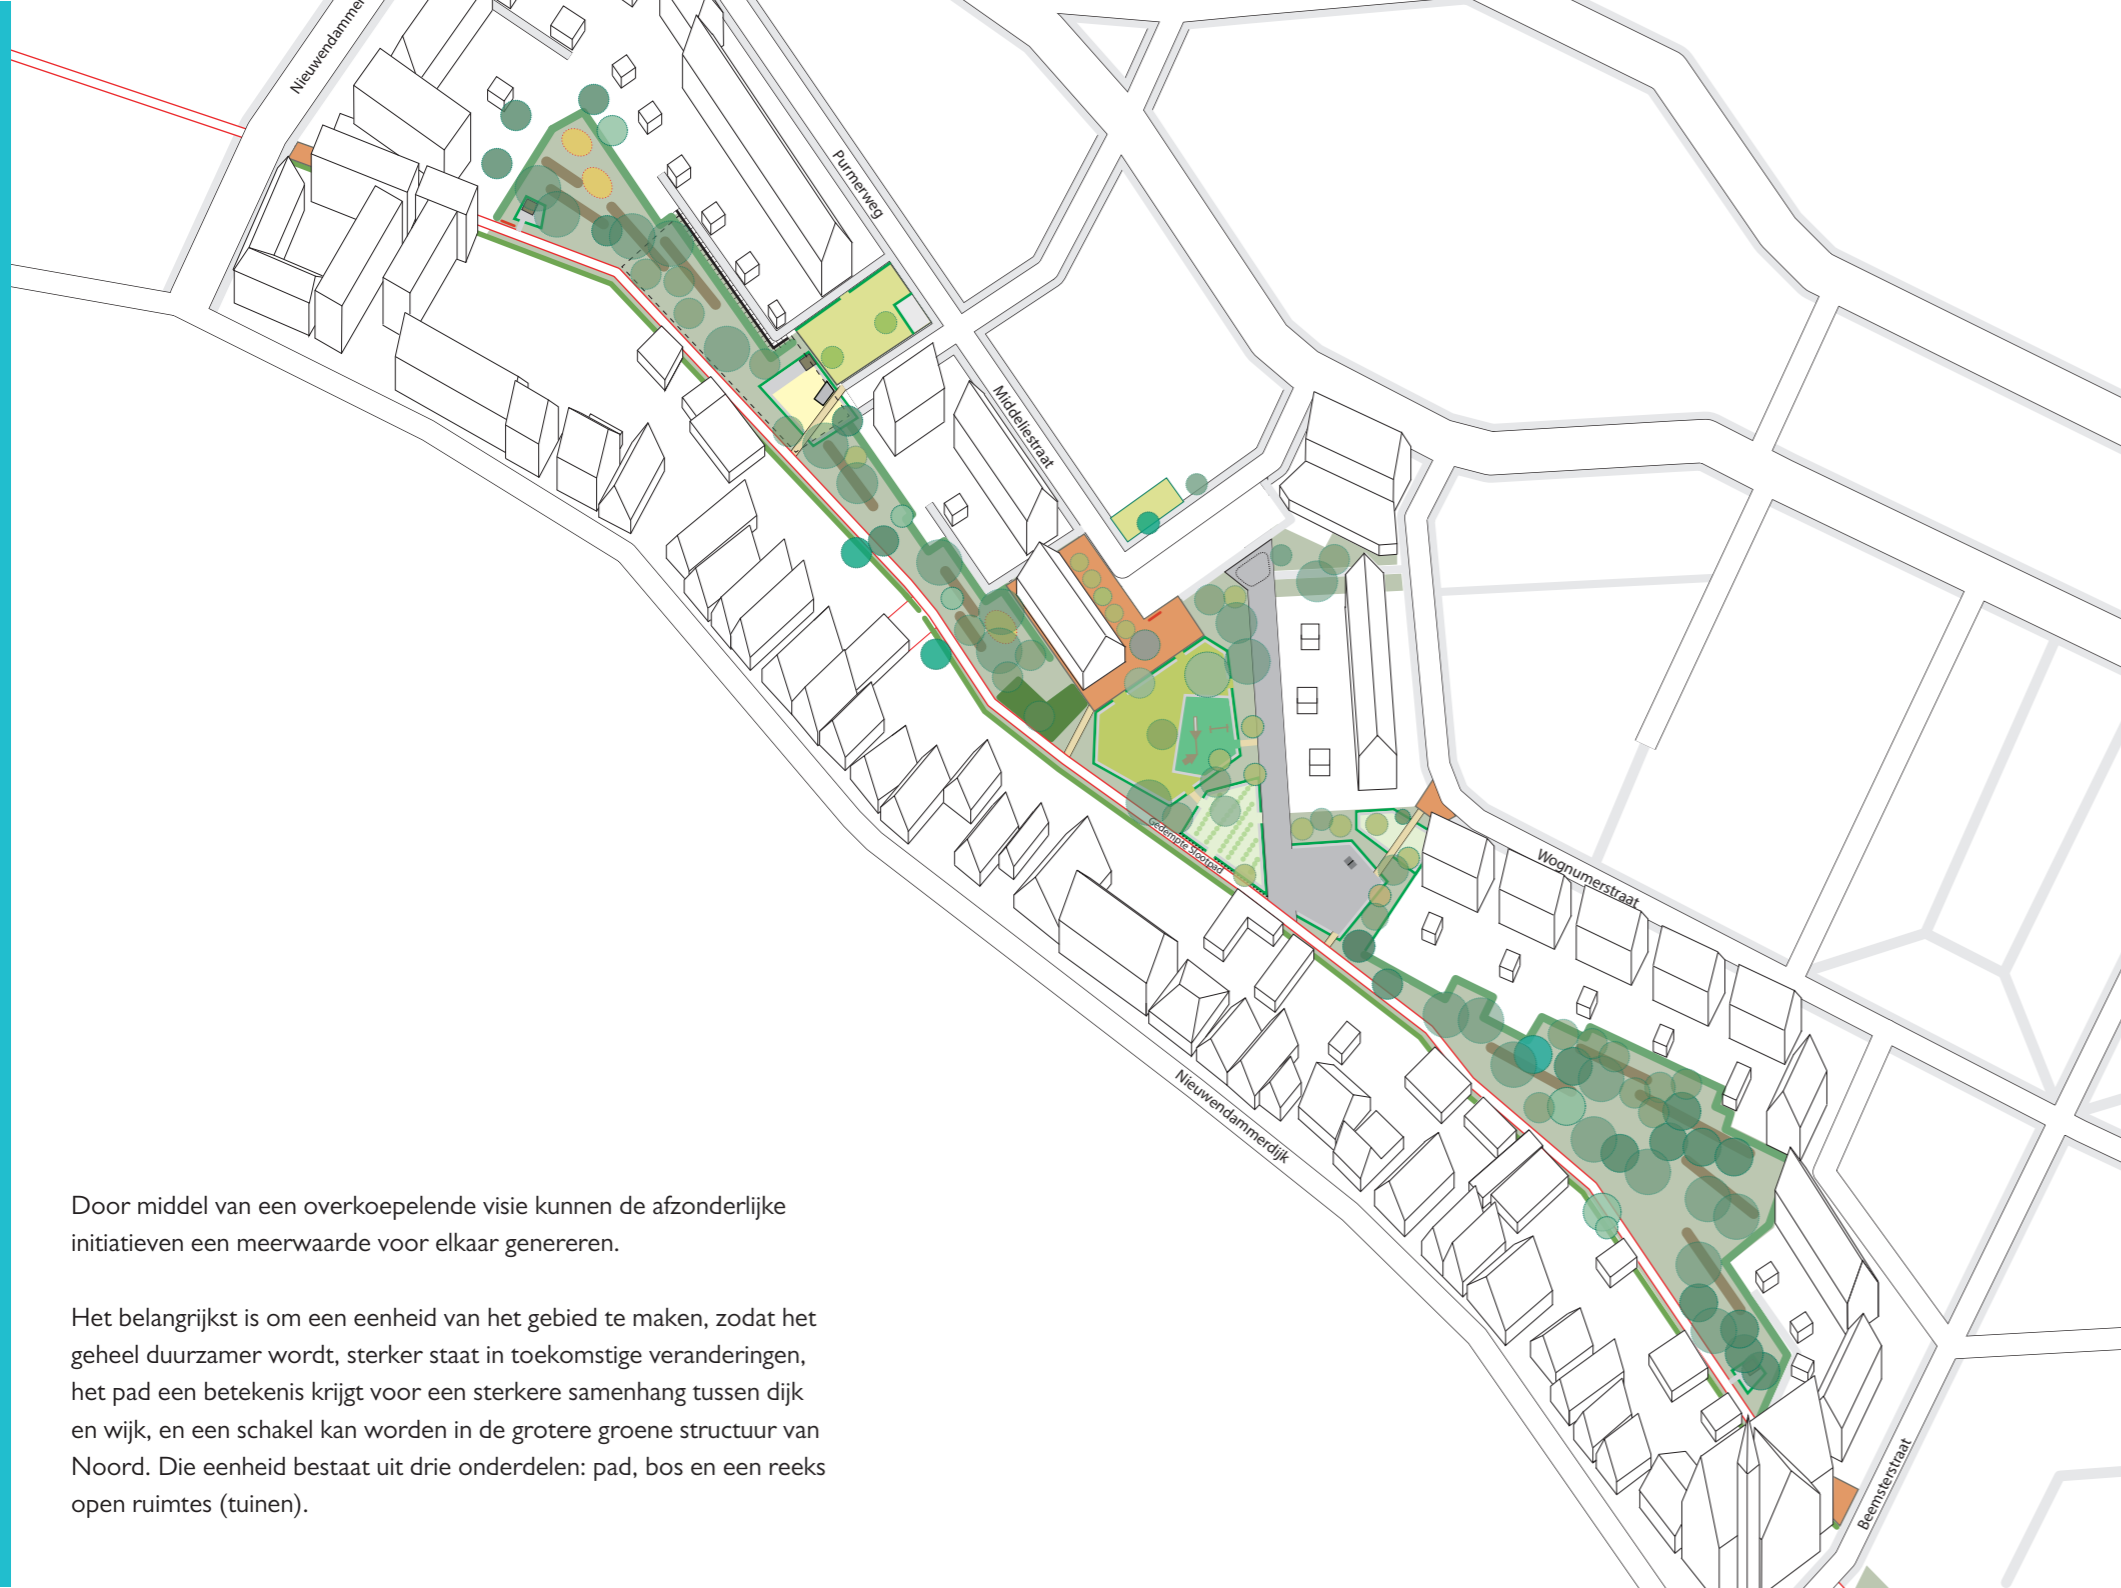 Nieuwendammer
Purmerweg
Middeliestraat
Gedempte Slootpad
Wognumerstraat
Nieuwendammerdijk
Beemsterstraat
Door middel van een overkoepelende visie kunnen de afzonderlijke
initiatieven een meerwaarde voor elkaar genereren.
Het belangrijkst is om een eenheid van het gebied te maken, zodat het
geheel duurzamer wordt, sterker staat in toekomstige veranderingen,
het pad een betekenis krijgt voor een sterkere samenhang tussen dijk
en wijk, en een schakel kan worden in de grotere groene structuur van
Noord. Die eenheid bestaat uit drie onderdelen: pad, bos en een reeks
open ruimtes (tuinen).